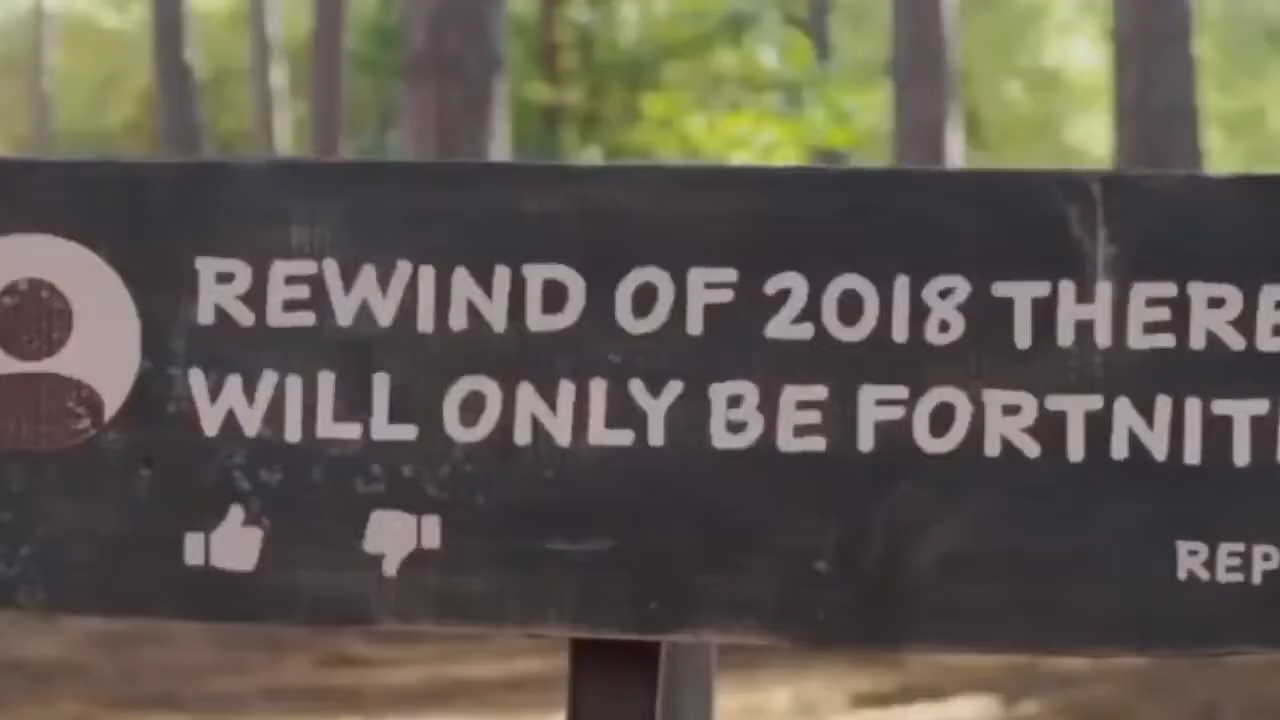 REWIND OF 2018 THERE
WILL ONLY BE FORTNIT
REP